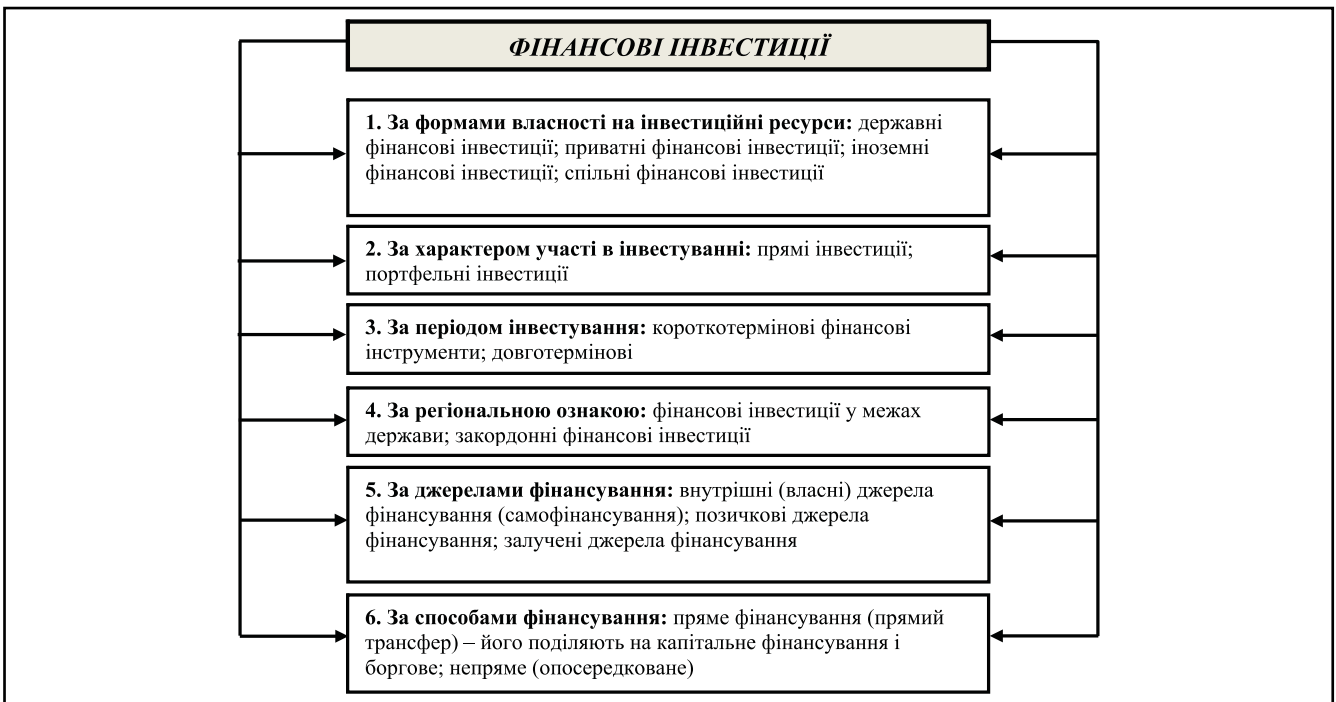 ФІНАНСОВІ ІНВЕСТИЦІЇ
1. За формами власності на інвестиційні ресурси: державні
фінансові інвестиції; приватні фінансові інвестиції; іноземні
фінансові інвестиції; спільні фінансові інвестиції
2. За характером участі в інвестуванні: прямі інвестиції;
портфельні інвестиції
3. За періодом інвестування: короткотермінові фінансові
інструменти; довготермінові
4. За регіональною ознакою: фінансові інвестиції у межах
держави; закордонні фінансові інвестиції
5. За джерелами фінансування: внутрішні (власні) джерела
фінансування (самофінансування); позичкові джерела
фінансування; залучені джерела фінансування
6. За способами фінансування: пряме фінансування (прямий
трансфер) – його поділяють на капітальне фінансування і
боргове; непряме (опосередковане)